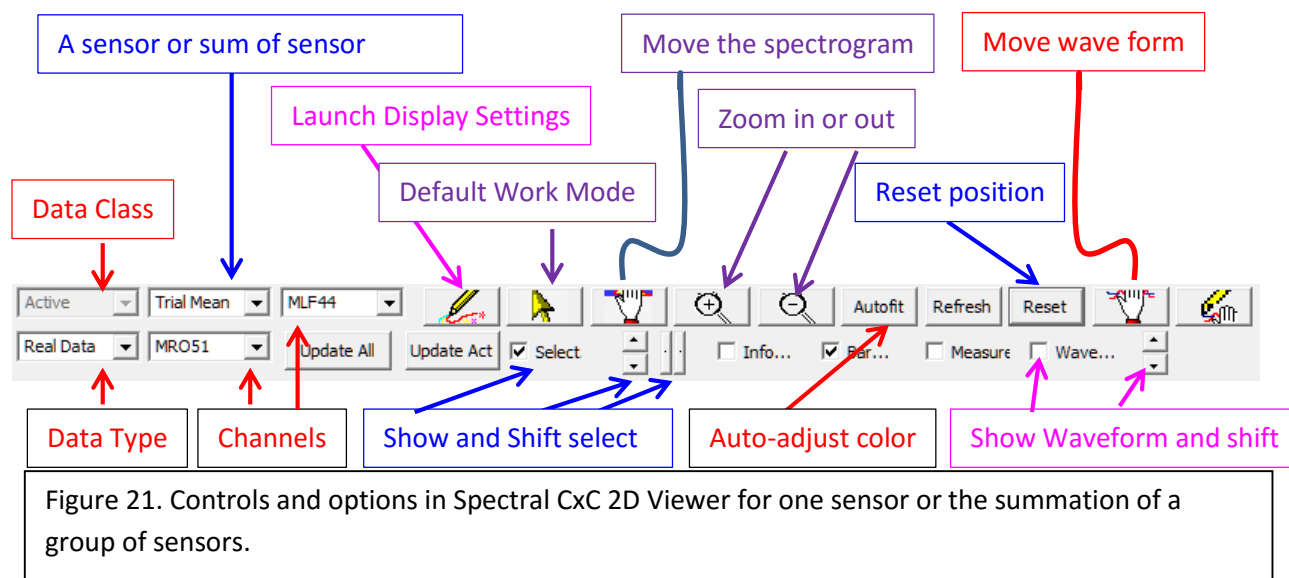 A sensor or sum of sensor
Move the spectrogram
Move wave form
Launch Display Settings
Zoom in or out
Default Work Mode
Reset position
Data Class
Active
Trial Mean
MLF44
Autofit
Refresh
Reset
Real Data
MRO51
Update All
Update Act
Select
Info...
Bar...
Measure
Wave...
Data Type
Channels
Show and Shift select
Auto-adjust color
Show Waveform and shift
Figure 21. Controls and options in Spectral CxC 2D Viewer for one sensor or the summation of a
group of sensors.